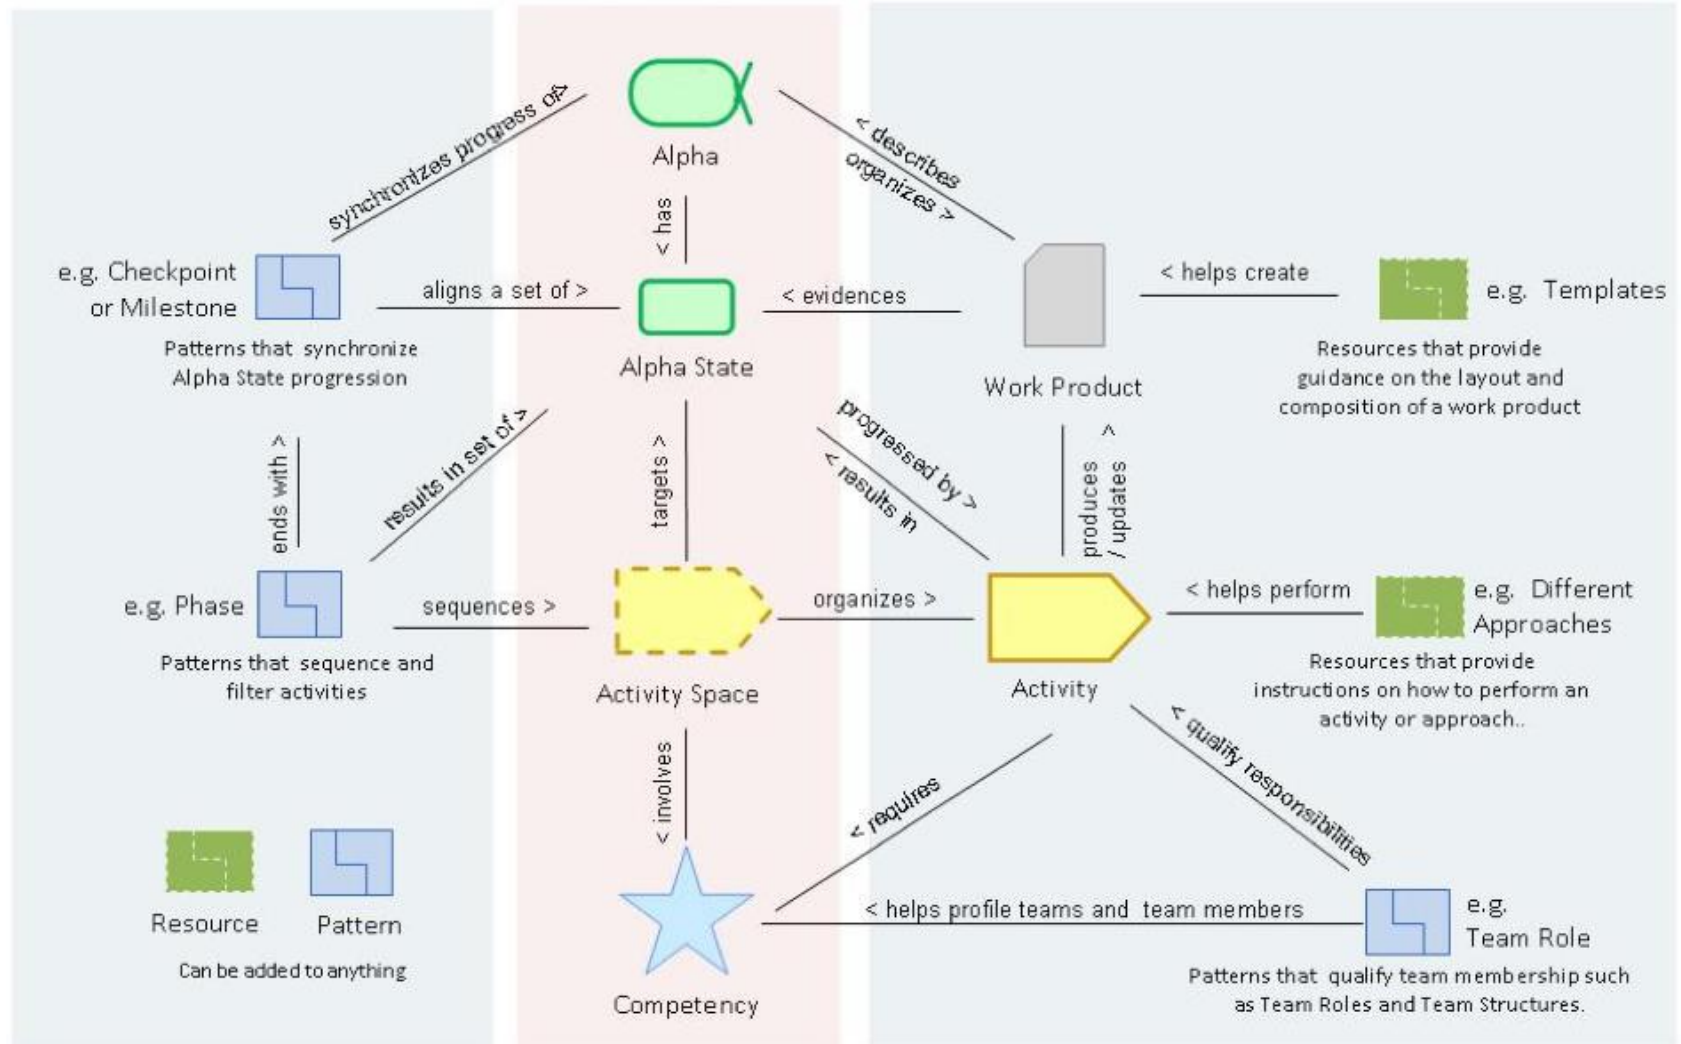 synchronizes progress of>
Alpha
< describes
organizes >
< has
e.g. Checkpoint
or Milestone
Patterns that synchronize
Alpha State progression
aligns a set of >
Alpha State
< evidences
Work Product
< helps create
e.g. Templates
Resources that provide
guidance on the layout and
composition of a work product
ends with >
results in set of >
targets >
progressed by >
< results in
produces >
/ updates
e.g. Phase
Patterns that sequence and
filter activities
sequences >
Activity Space
organizes >
Activity
< helps perform
e.g. Different
Approaches
Resources that provide
instructions on how to perform an
activity or approach..
< involves
< requires
< qualify responsibilities
Resource
Pattern
Can be added to anything
Competency
< helps profile teams and team members
e.g.
Team Role
Patterns that qualify team membership such
as Team Roles and Team Structures.